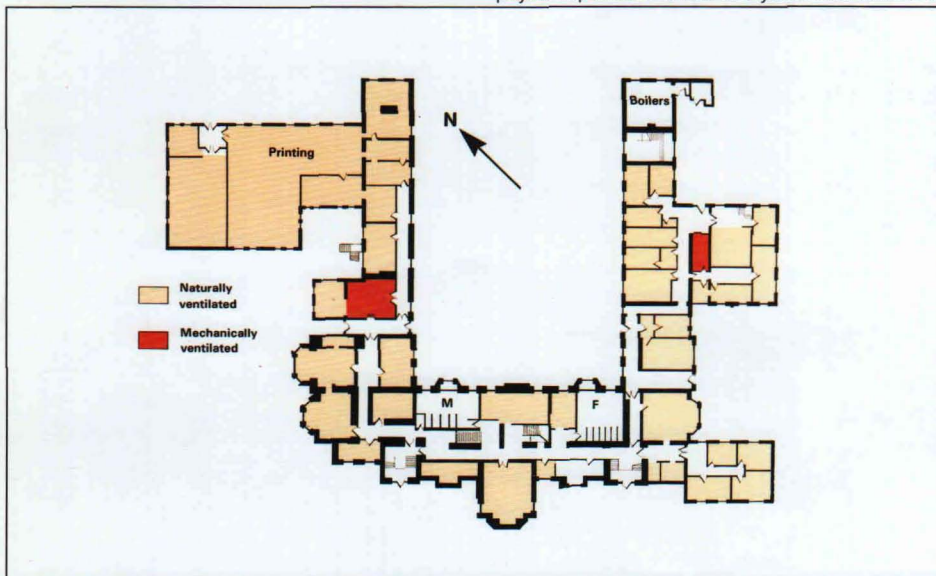 Boilers
N
Printing
Naturally
ventilated
Mechanically
ventilated
M
F